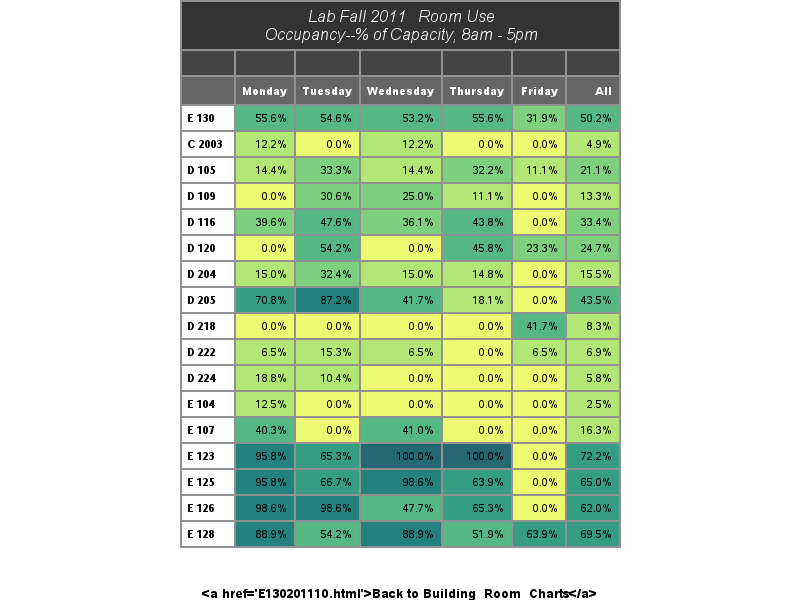 Lab Fall 2011 Room Use
Occupancy--% of Capacity, 8am - 5pm
Monday Tuesday Wednesday Thursday Friday All
E 130 55.6% 54.6% 53.2% 55.6% 31.9% 50.2%
C 2003 12.2% 0.0% 12.2% 0.0% 0.0% 4.9%
D 105 14.4% 33.3% 14.4% 32.2% 11.1% 21.1%
D 109 0.0% 30.6% 25.0% 11.1% 0.0% 13.3%
D 116 39.6% 47.6% 36.1% 43.8% 0.0% 33.4%
D 120 0.0% 54.2% 0.0% 45.8% 23.3% 24.7%
D 204 15.0% 32.4% 15.0% 14.8% 0.0% 15.5%
D 205 70.8% 87.2% 41.7% 18.1% 0.0% 43.5%
D 218 0.0% 0.0% 0.0% 0.0% 41.7% 8.3%
D 222 6.5% 15.3% 6.5% 0.0% 6.5% 6.9%
D 224 18.8% 10.4% 0.0% 0.0% 0.0% 5.8%
E 104 12.5% 0.0% 0.0% 0.0% 0.0% 2.5%
E 107 40.3% 0.0% 41.0% 0.0% 0.0% 16.3%
E 123 95.8% 65.3% 100.0% 100.0% 0.0% 72.2%
E 125 95.8% 66.7% 98.6% 63.9% 0.0% 65.0%
E 126 98.6% 98.6% 47.7% 65.3% 0.0% 62.0%
E 128 88.9% 54.2% 88.9% 51.9% 63.9% 69.5%
<a href='E130201110.html'>Back to Building_Room_Charts</a>